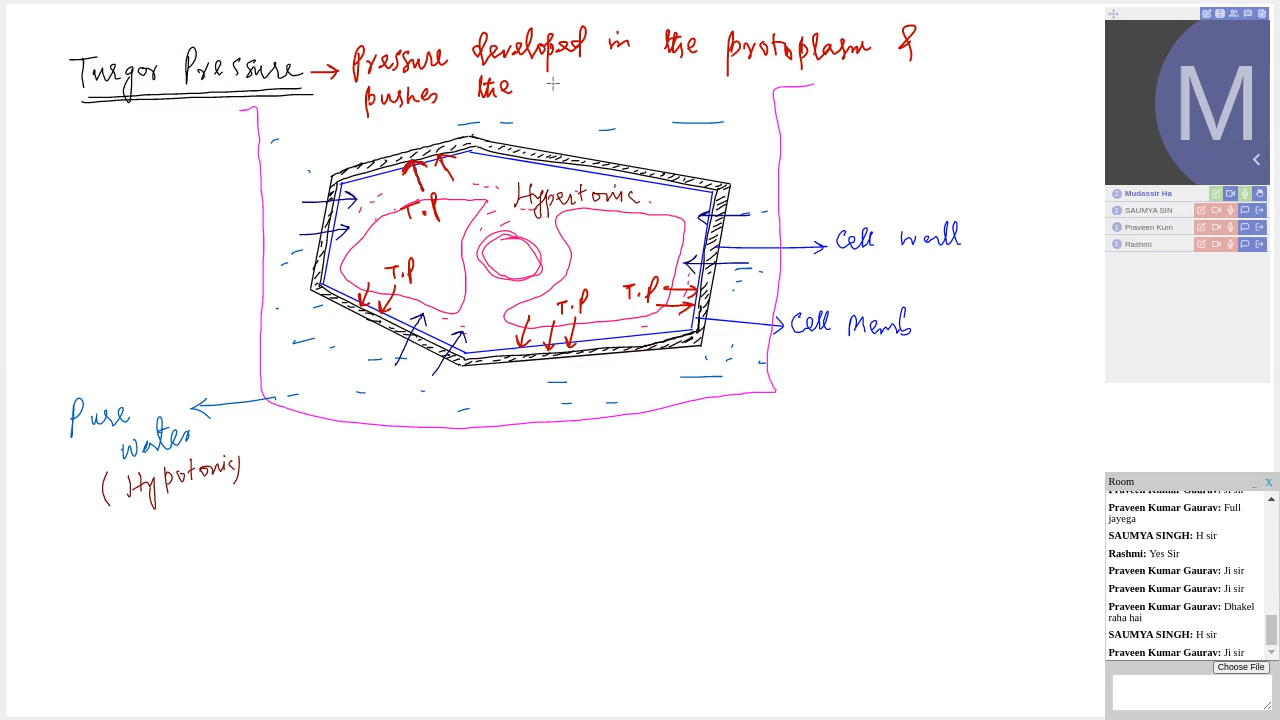 Turgor Pressure → Pressure developed in the protoplasm &
pushes the
Hypertonic.
T.P
T.P
T.P
T.P
Cell wall
Cell Memb
Pure
water
(Hypotonic)
M
Mudassir Ha
SAUMYA SIN
Praveen Kum
Rashmi
Room
Praveen Kumar Gaurav: Full
jayega
SAUMYA SINGH: H sir
Rashmi: Yes Sir
Praveen Kumar Gaurav: Ji sir
Praveen Kumar Gaurav: Ji sir
Praveen Kumar Gaurav: Dhakel
raha hai
SAUMYA SINGH: H sir
Praveen Kumar Gaurav: Ji sir
Choose File